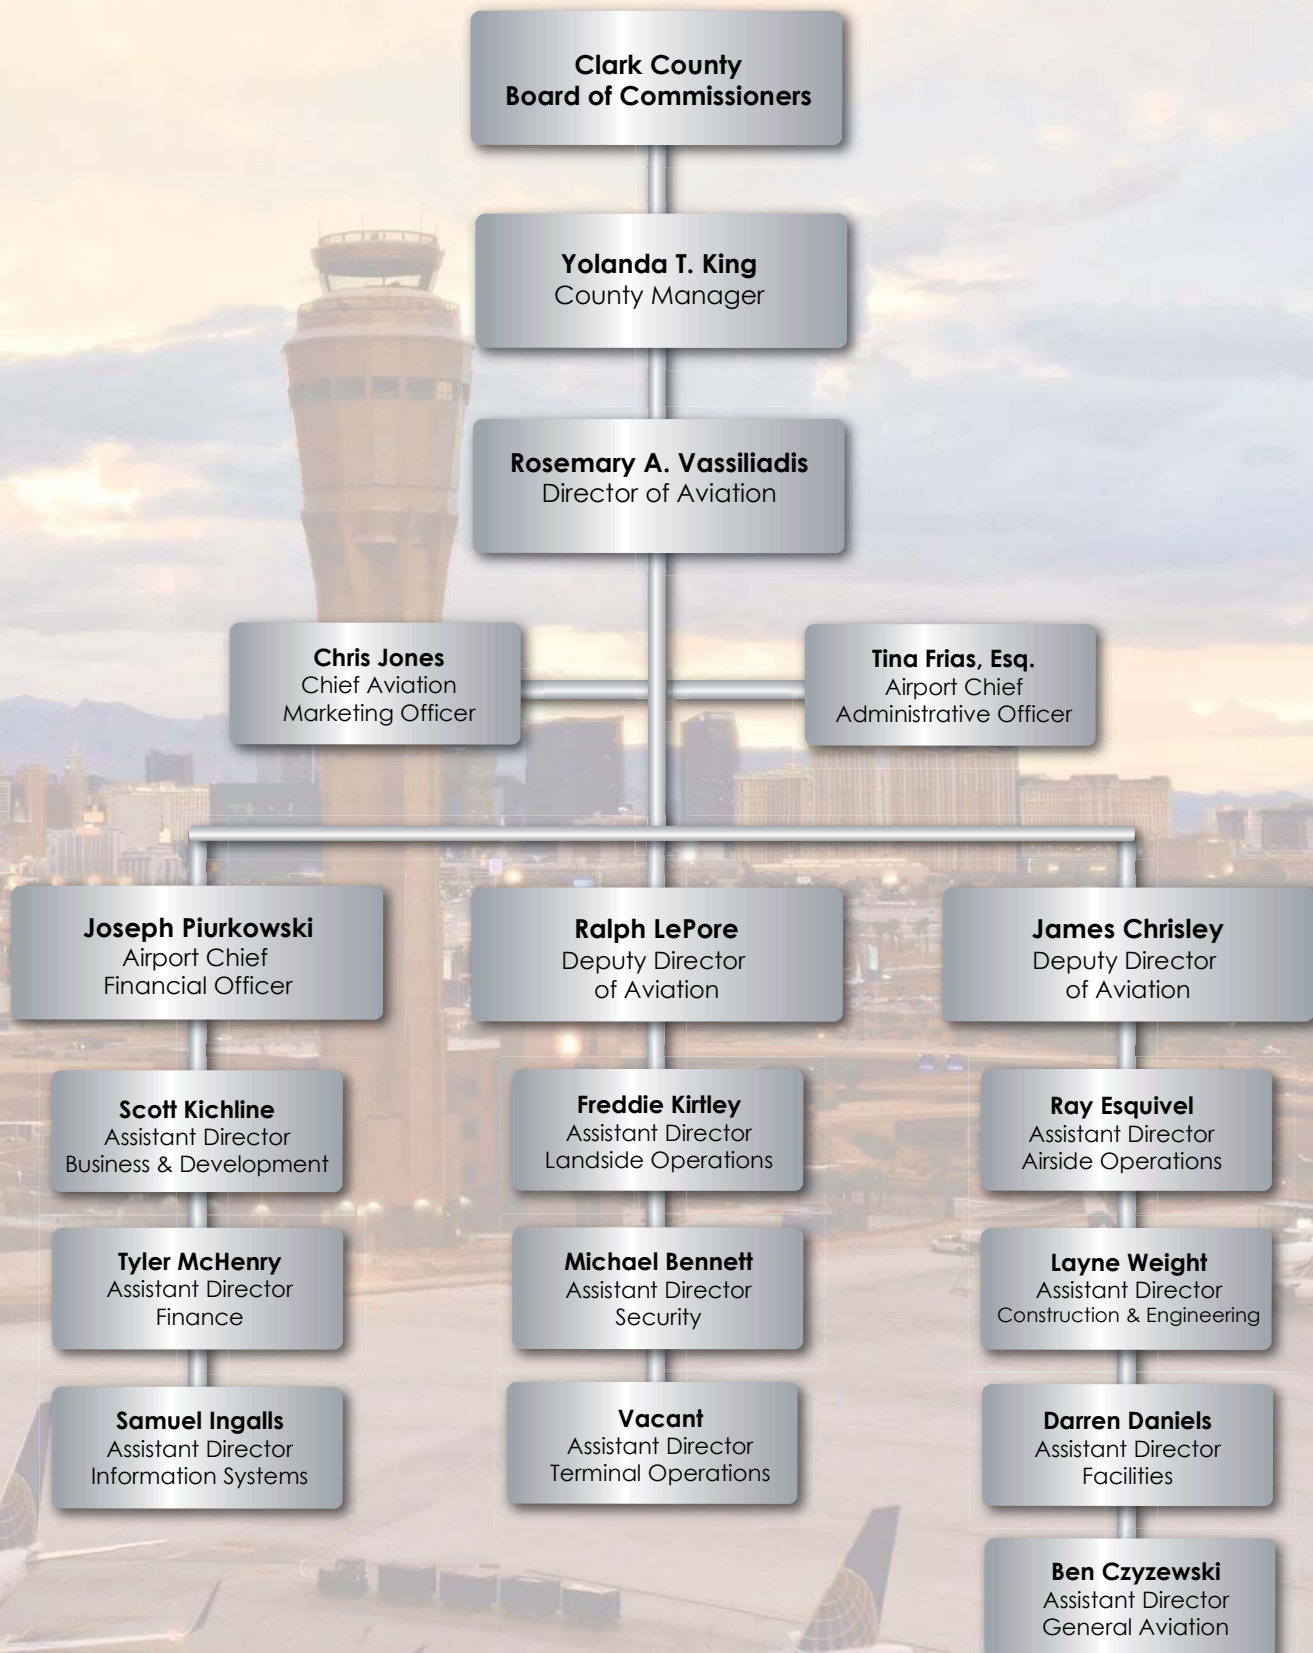 Clark County
Board of Commissioners
Yolanda T. King
County Manager
Rosemary A. Vassiliadis
Director of Aviation
Chris Jones
Chief Aviation
Marketing Officer
Tina Frias, Esq.
Airport Chief
Administrative Officer
Joseph Piurkowski
Airport Chief
Financial Officer
Ralph LePore
Deputy Director
of Aviation
James Chrisley
Deputy Director
of Aviation
Scott Kichline
Assistant Director
Business & Development
Freddie Kirtley
Assistant Director
Landside Operations
Ray Esquivel
Assistant Director
Airside Operations
Tyler McHenry
Assistant Director
Finance
Michael Bennett
Assistant Director
Security
Layne Weight
Assistant Director
Construction & Engineering
Samuel Ingalls
Assistant Director
Information Systems
Vacant
Assistant Director
Terminal Operations
Darren Daniels
Assistant Director
Facilities
Ben Czyzewski
Assistant Director
General Aviation